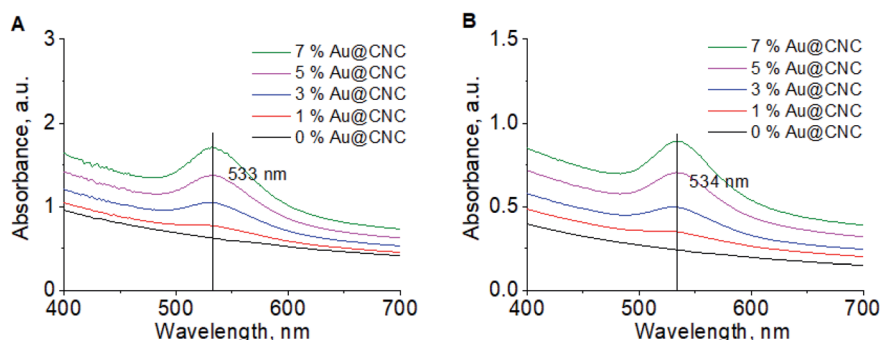 A
Absorbance, a.u.
3
2
1
0
7 % Au@CNC
5 % Au@CNC
3 % Au@CNC
1 % Au@CNC
0 % Au@CNC
533 nm
400
500
600
700
Wavelength, nm
B
Absorbance, a.u.
1.5
1.0
0.5
0.0
7 % Au@CNC
5 % Au@CNC
3 % Au@CNC
1 % Au@CNC
0 % Au@CNC
534 nm
400
500
600
700
Wavelength, nm